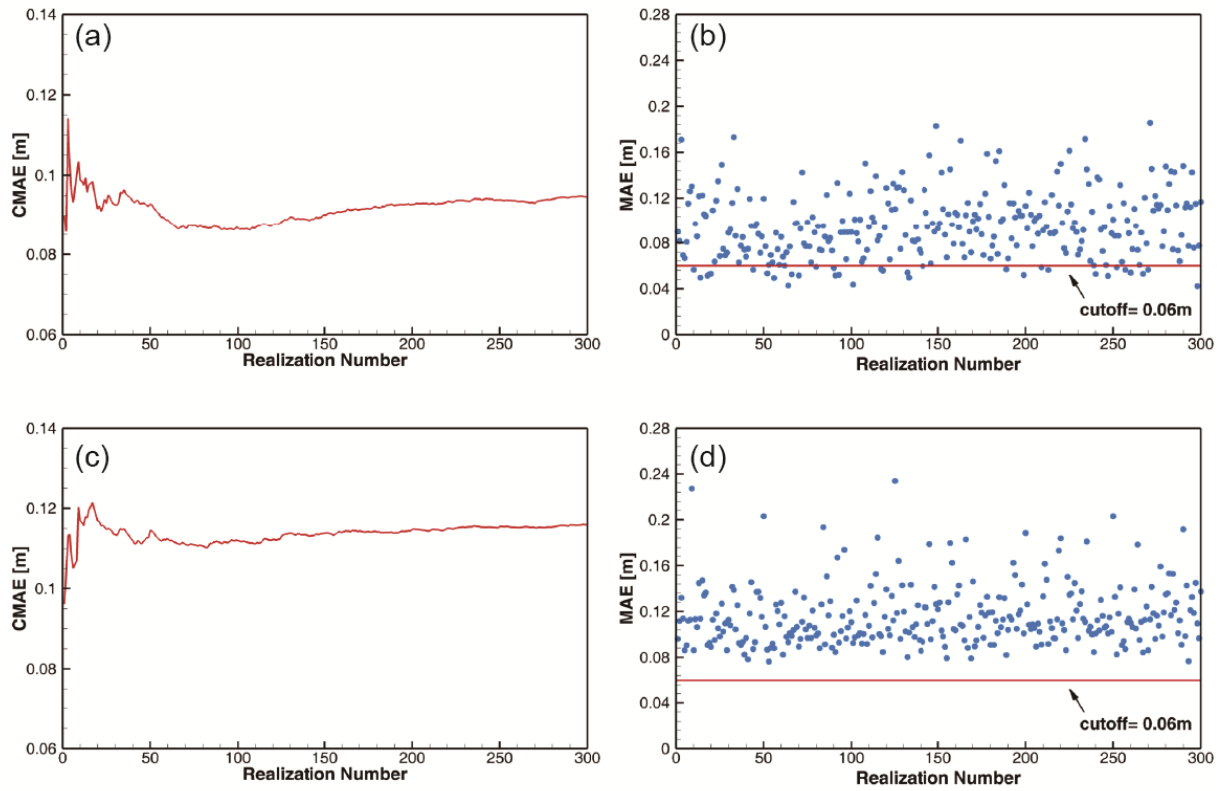 (a)
0.14
0.12
0.1
0.08
0.06
CMAE [m]
0 50 100 150 200 250 300
Realization Number
(b)
0.28
0.24
0.2
0.16
0.12
0.08
0.04
0
MAE [m]
cutoff= 0.06m
0 50 100 150 200 250 300
Realization Number
(c)
0.14
0.12
0.1
0.08
0.06
CMAE [m]
0 50 100 150 200 250 300
Realization Number
(d)
0.28
0.24
0.2
0.16
0.12
0.08
0.04
0
MAE [m]
cutoff= 0.06m
0 50 100 150 200 250 300
Realization Number